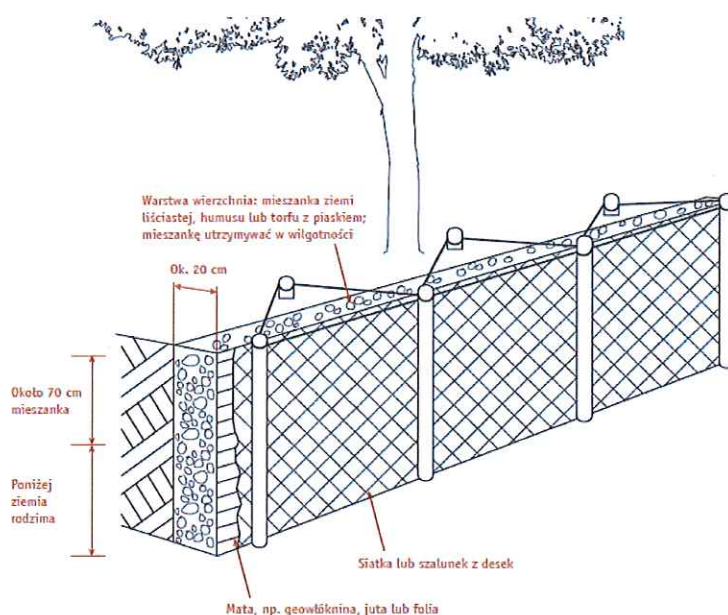 Warstwa wierzchnia: mieszanka ziemi
liściastej, humusu lub torfu z piaskiem;
mieszankę utrzymywać w wilgotności
Ok. 20 cm
Około 70 cm
mieszanka
Poniżej
ziemia
rodzima
Siatka lub szalunek z desek
Mata, np. geowłóknina, juta lub folia